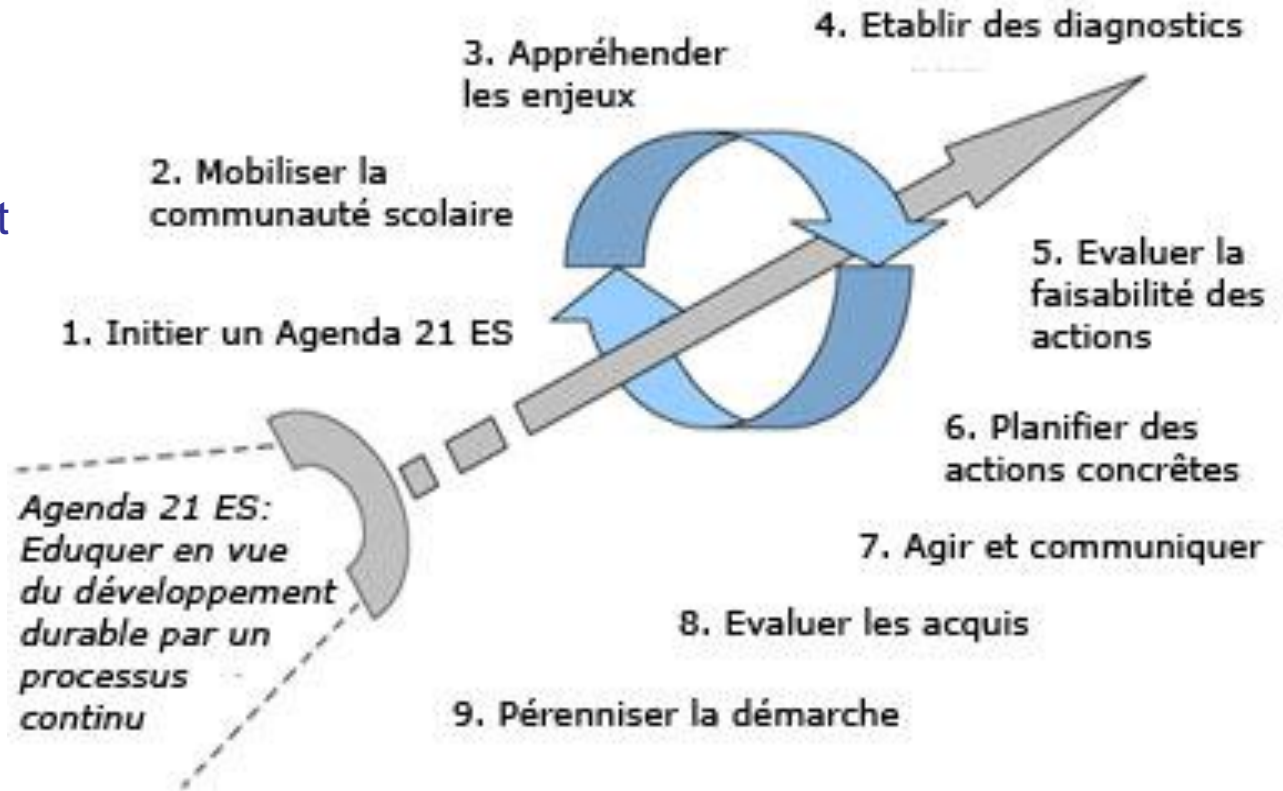 4. Etablir des diagnostics
3. Appréhender
les enjeux
2. Mobiliser la
communauté scolaire
t
5. Evaluer la
faisabilité des
actions
1. Initier un Agenda 21 ES
6. Planifier des
actions concrêtes
Agenda 21 ES:
Eduquer en vue
du développement
durable par un
processus
continu
7. Agir et communiquer
8. Evaluer les acquis
9. Pérenniser la démarche